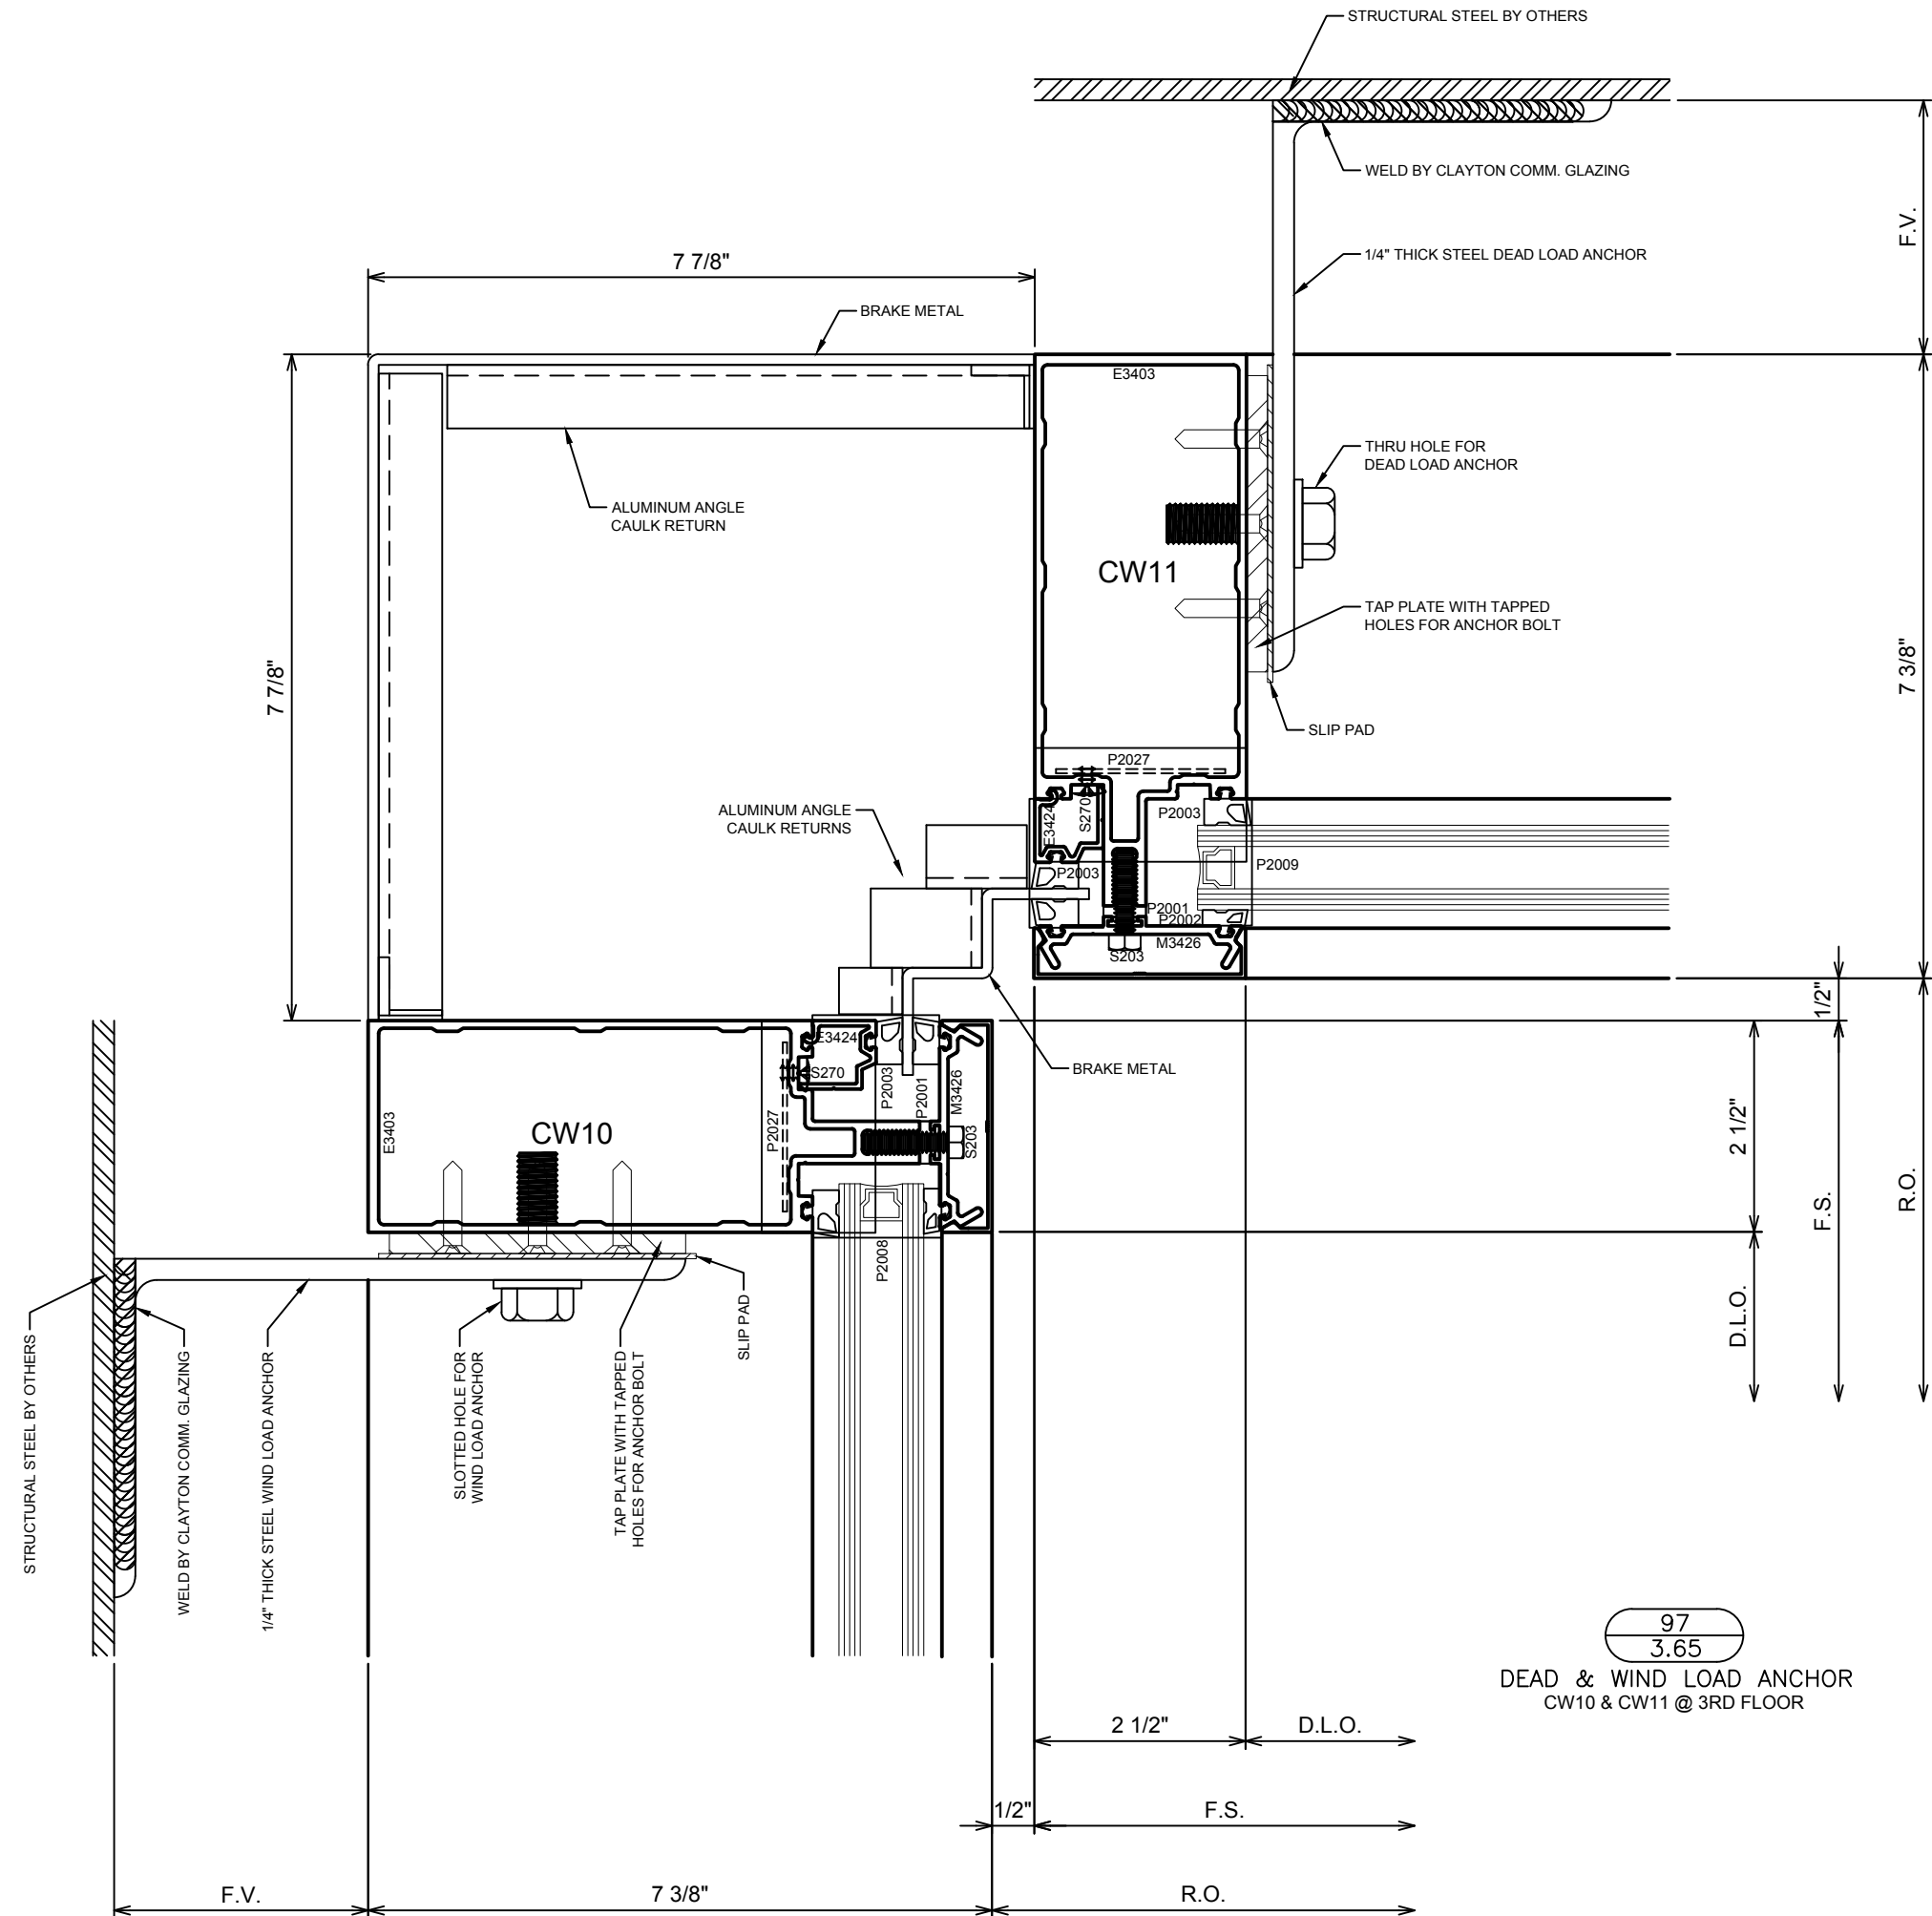 STRUCTURAL STEEL BY OTHERS
WELD BY CLAYTON COMM. GLAZING
F.V.
1/4" THICK STEEL DEAD LOAD ANCHOR
7 7/8"
BRAKE METAL
E3403
THRU HOLE FOR
DEAD LOAD ANCHOR
ALUMINUM ANGLE
CAULK RETURN
CW11
TAP PLATE WITH TAPPED
HOLES FOR ANCHOR BOLT
7 7/8"
7 3/8"
SLIP PAD
P2027
ALUMINUM ANGLE
CAULK RETURNS
E3424
S270
P2003
P2003
P2009
P2001
P2002
M3426
S203
1/2"
E3424
S270
P2003
P2001
M3426
BRAKE METAL
E3403
CW10
P2027
S203
2 1/2"
F.S.
R.O.
P2008
D.L.O.
STRUCTURAL STEEL BY OTHERS
WELD BY CLAYTON COMM. GLAZING
1/4" THICK STEEL WIND LOAD ANCHOR
SLOTTED HOLE FOR
WIND LOAD ANCHOR
TAP PLATE WITH TAPPED
HOLES FOR ANCHOR BOLT
SLIP PAD
97
3.65
DEAD & WIND LOAD ANCHOR
CW10 & CW11 @ 3RD FLOOR
2 1/2"
D.L.O.
1/2"
F.S.
F.V.
7 3/8"
R.O.